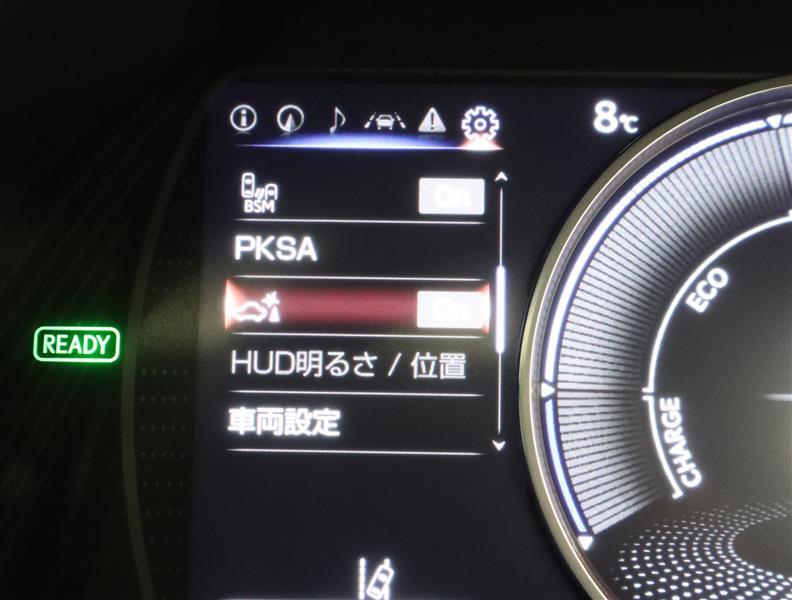 8℃
BSM On
PKSA
On
HUD明るさ / 位置
車両設定
READY
ECO
CHARGE